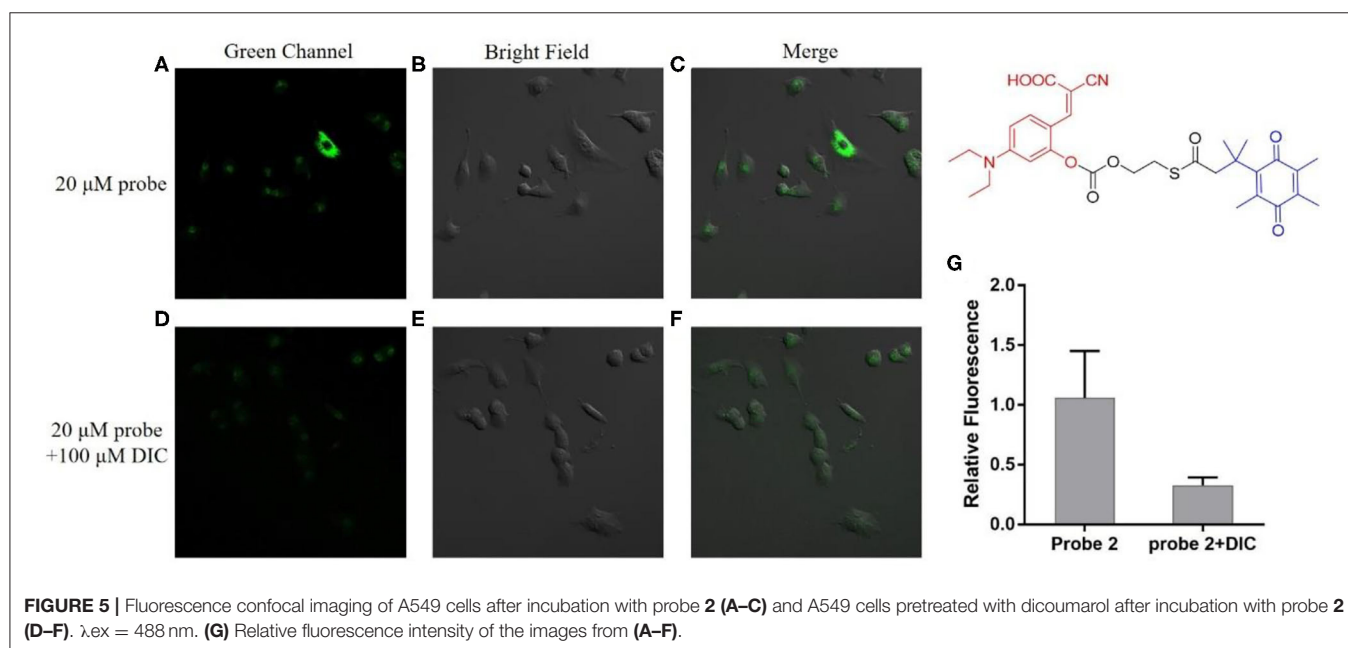 Green Channel
Bright Field
Merge
A
B
C
20 µM probe
HOOC
CN
N
O
O
O
S
O
O
O
D
E
F
20 µM probe
+100 µM DIC
G
Relative Fluorescence
2.0
1.5
1.0
0.5
0.0
Probe 2
probe 2+DIC
FIGURE 5 | Fluorescence confocal imaging of A549 cells after incubation with probe 2 (A–C) and A549 cells pretreated with dicoumarol after incubation with probe 2
(D–F). λex = 488 nm. (G) Relative fluorescence intensity of the images from (A–F).